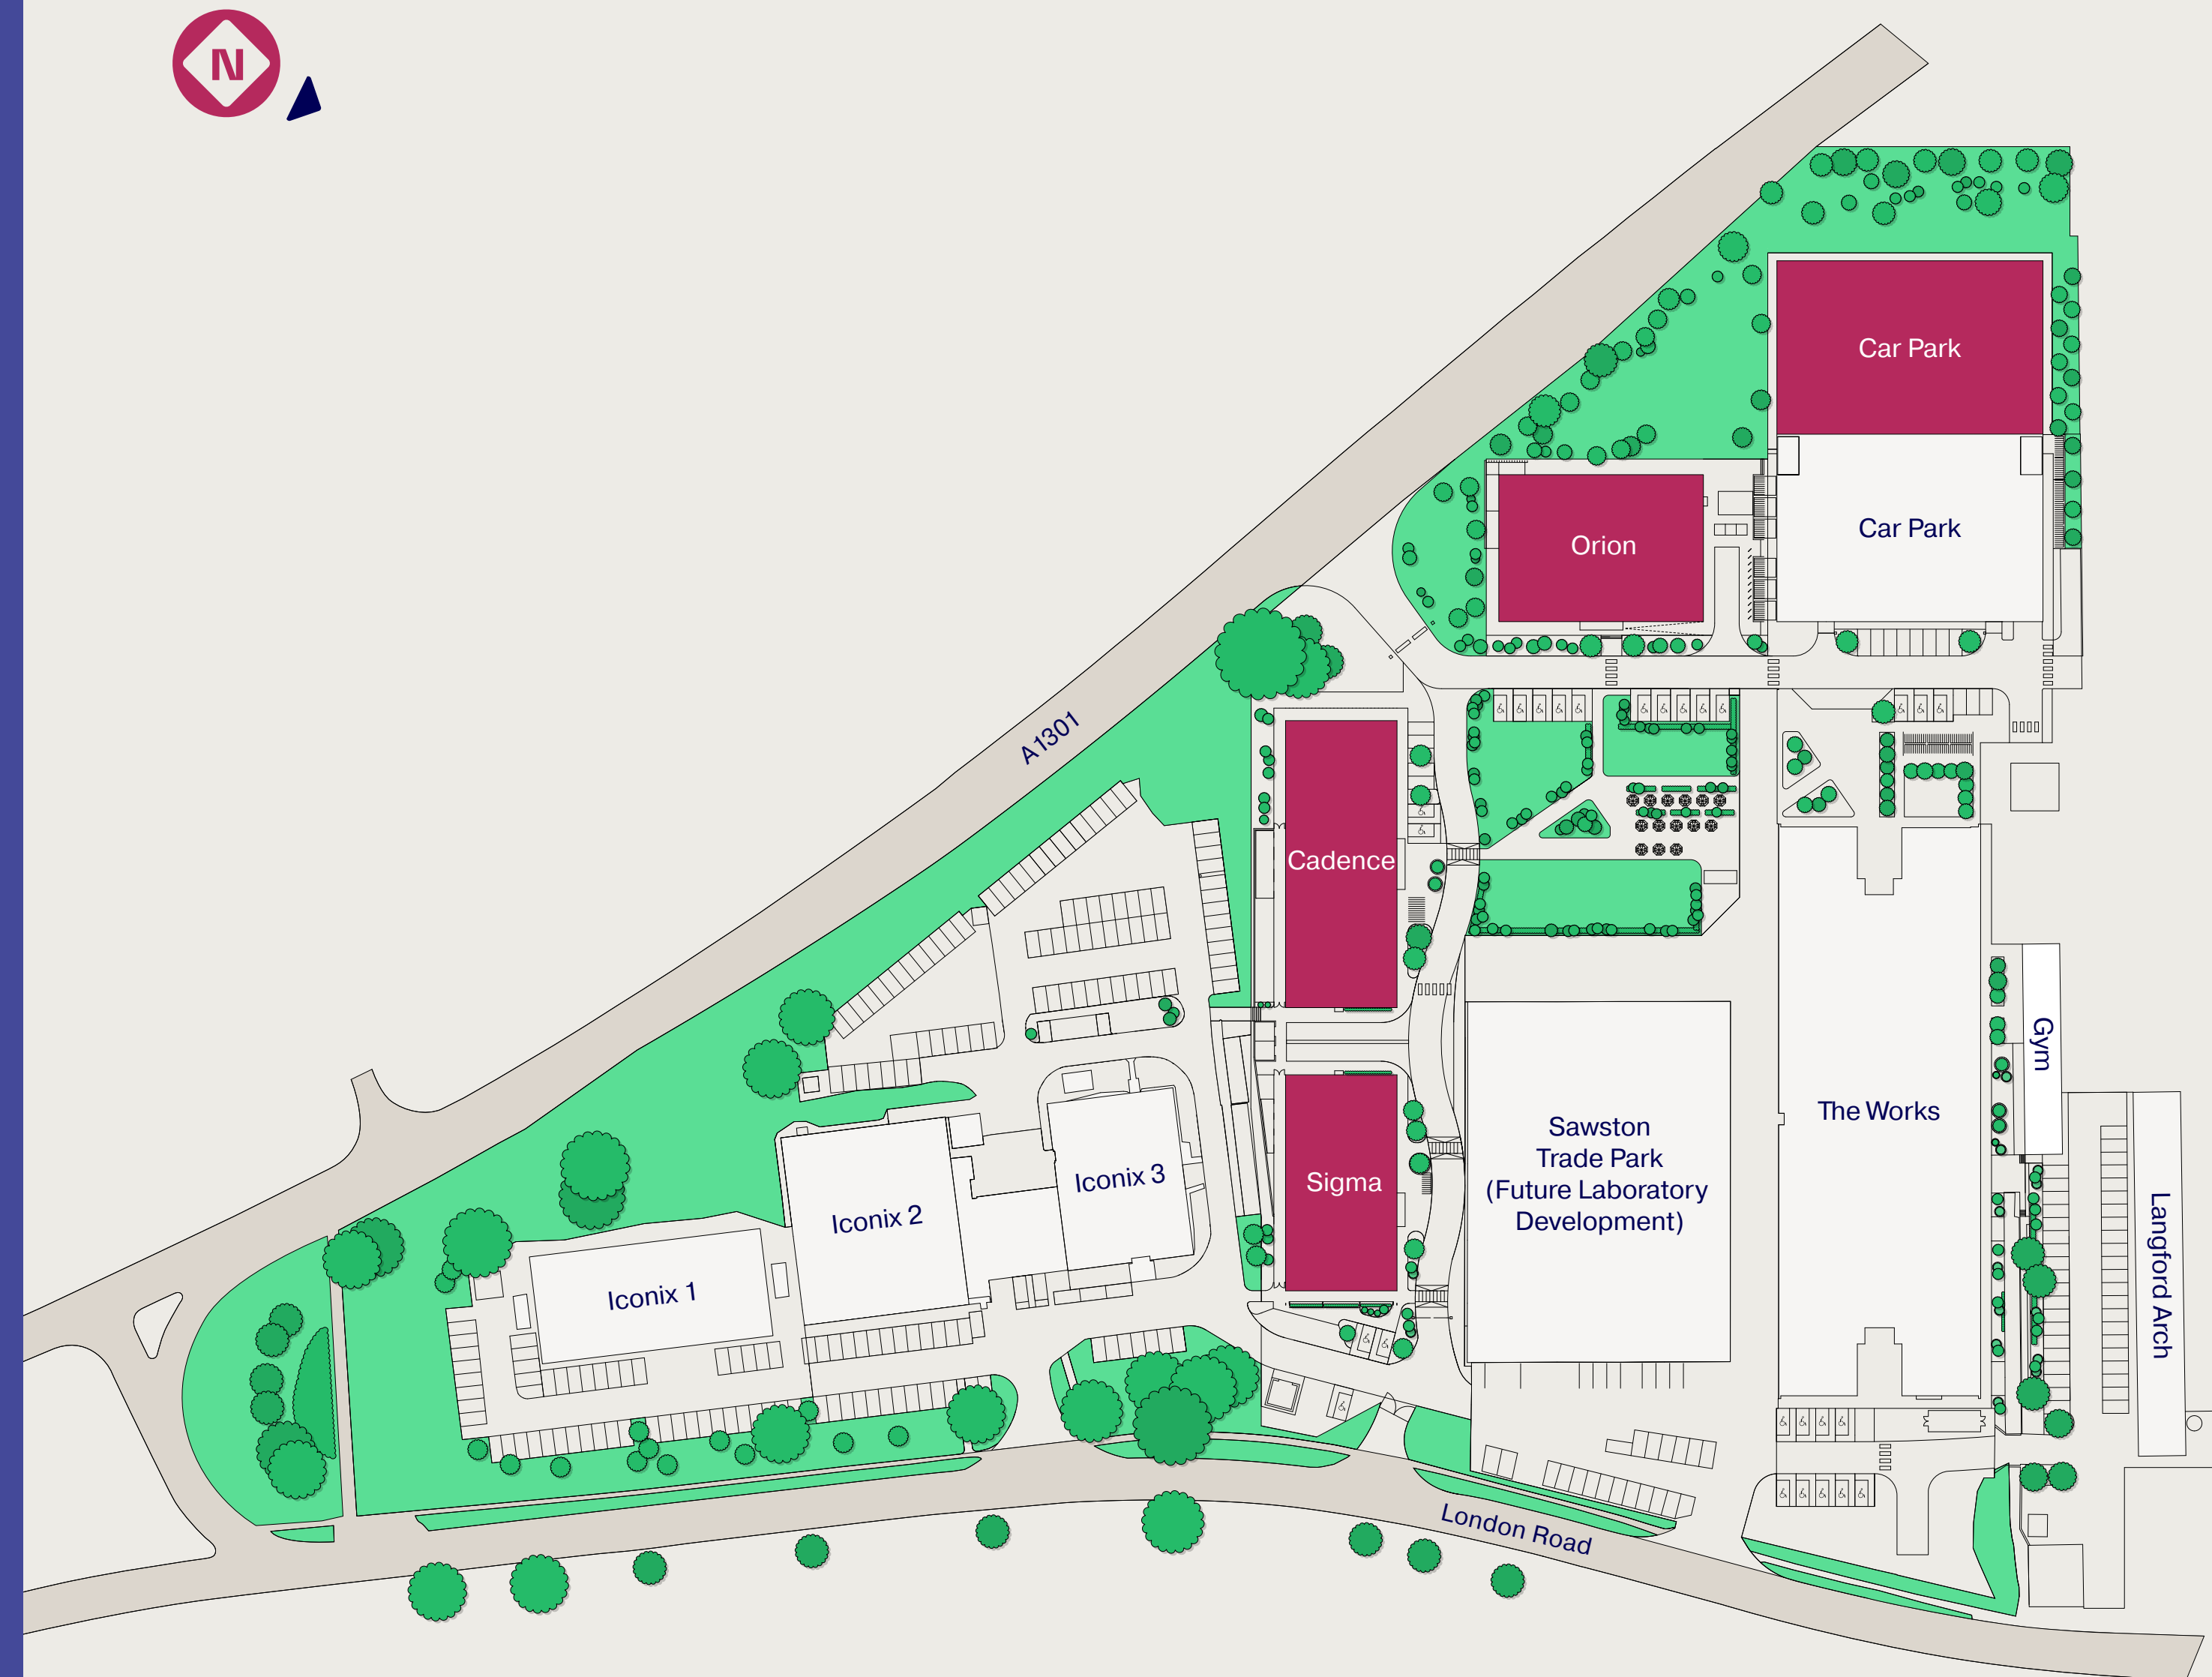 N
Car Park
Car Park
Orion
A1301
Cadence
Gym
The Works
Sawston
Trade Park
(Future Laboratory
Development)
Iconix 3
Sigma
Iconix 2
Langford Arch
Iconix 1
London Road